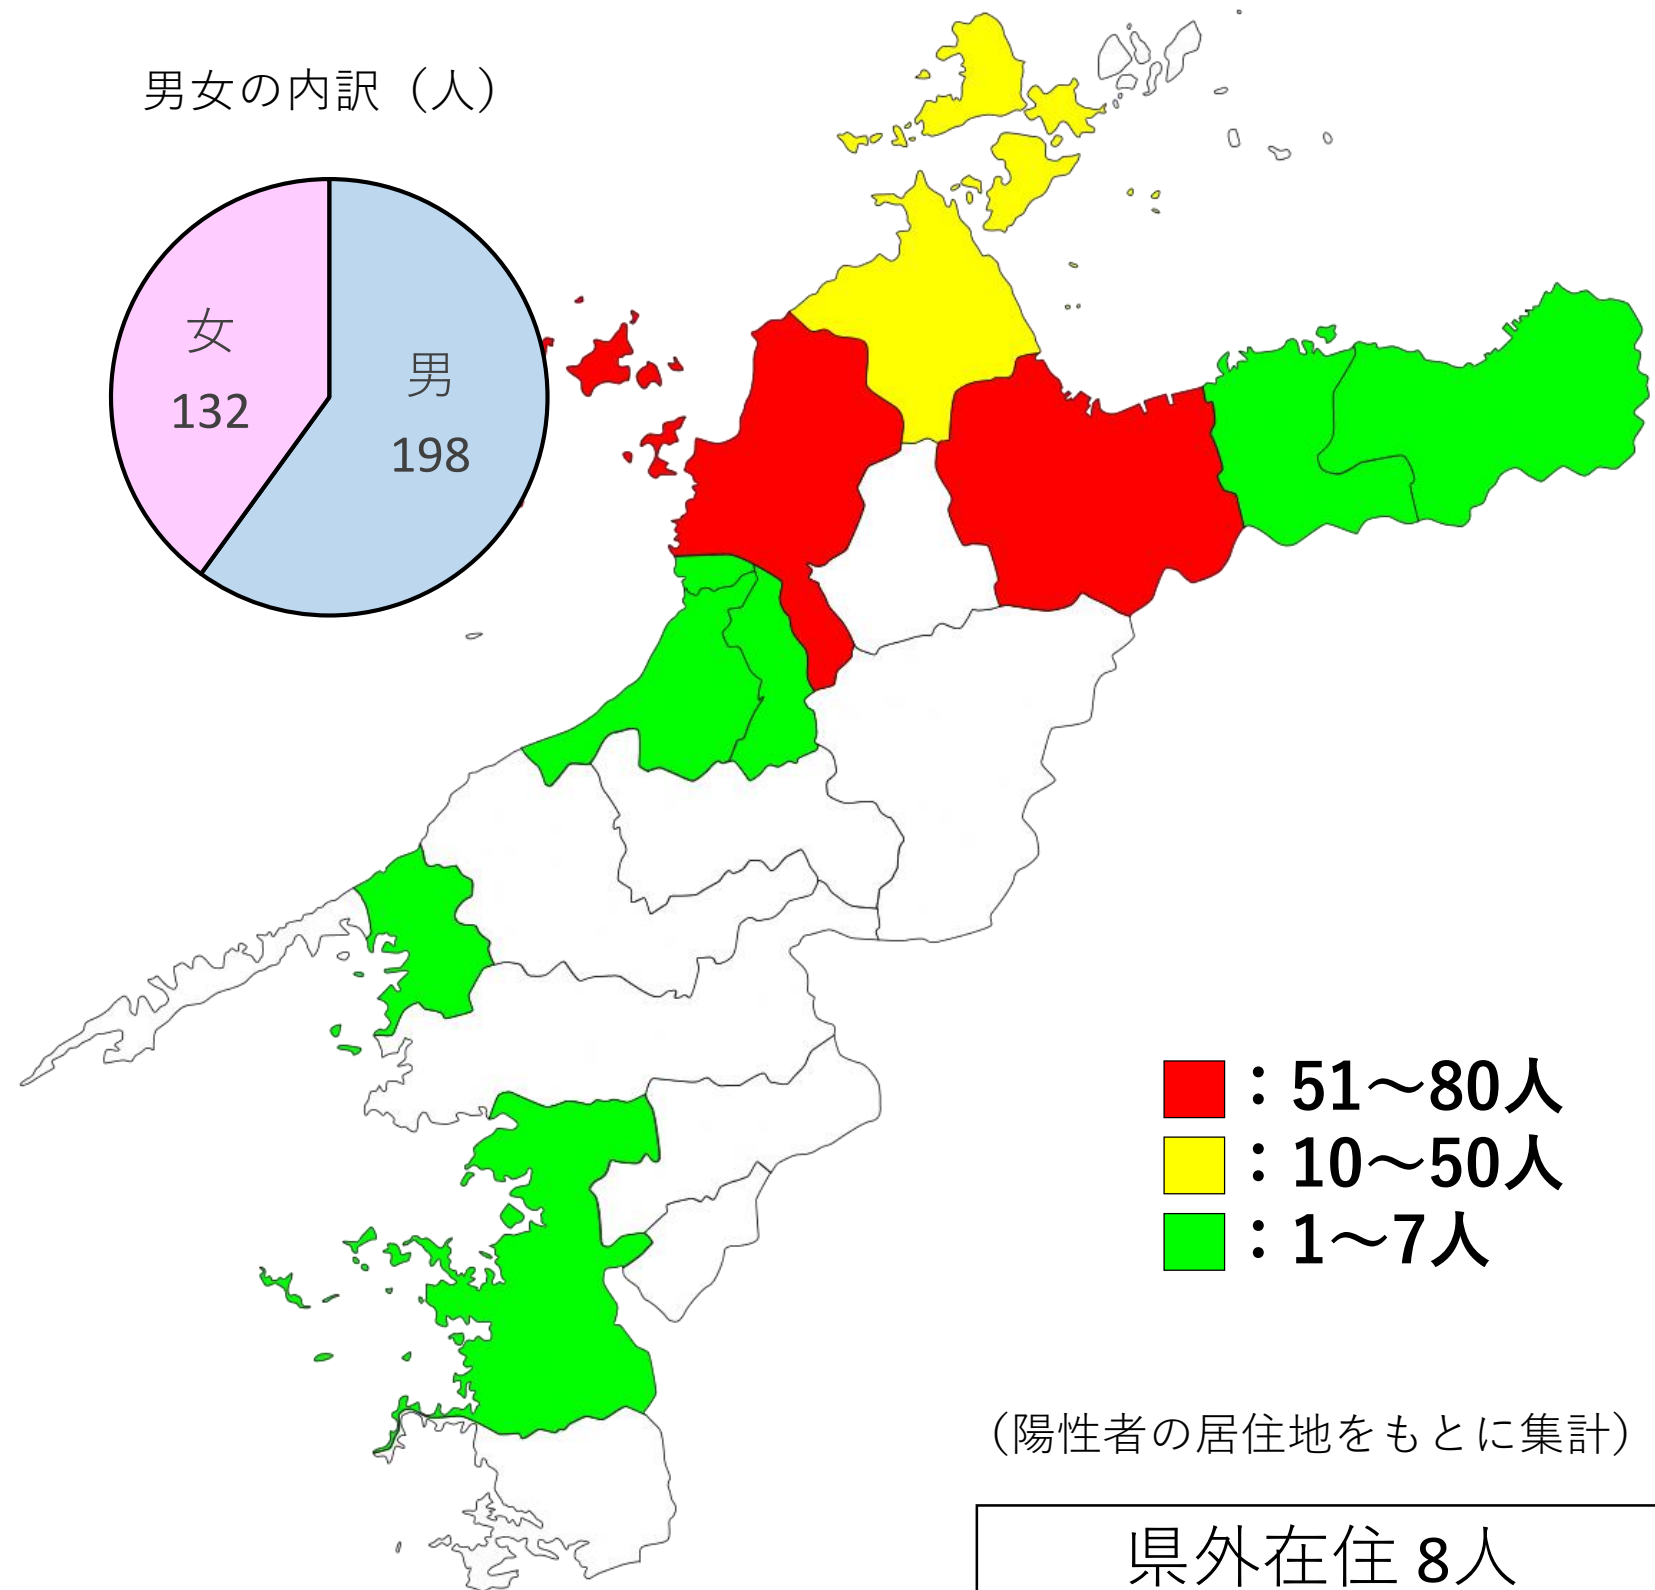 男女の内訳（人）
女
132
男
198
：51～80人
：10～50人
：1～7人
（陽性者の居住地をもとに集計）
県外在住 8人